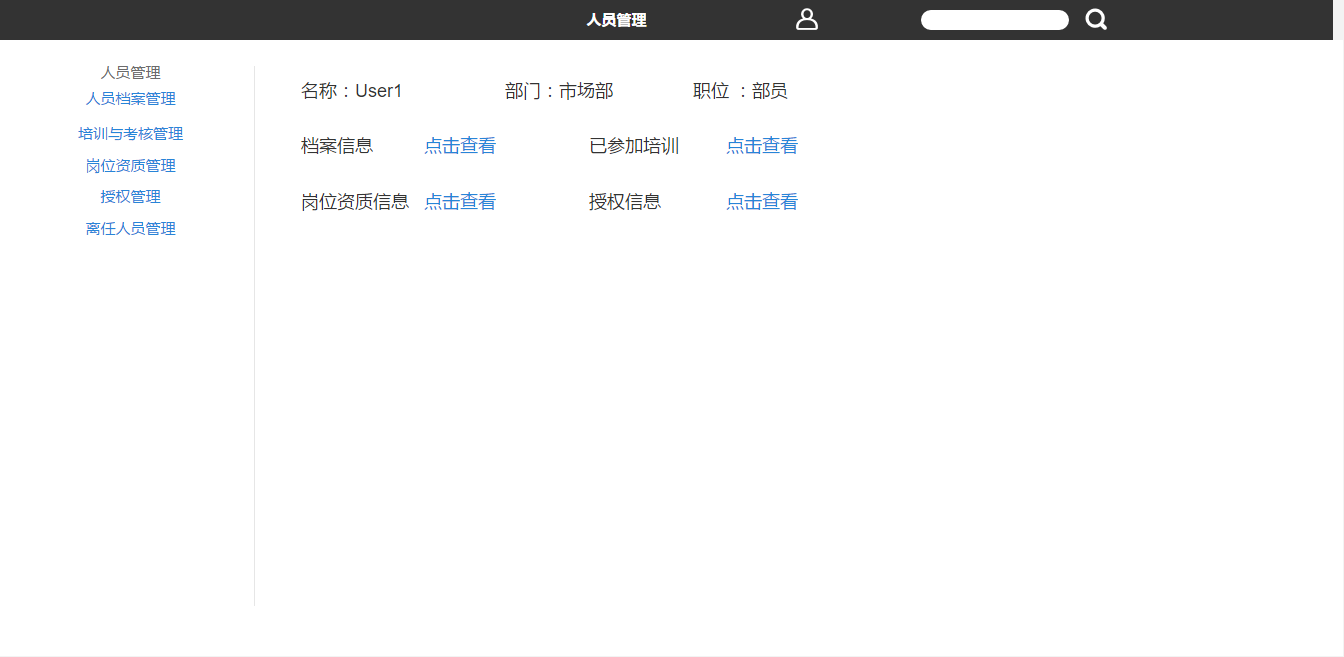 人员管理
人员管理
人员档案管理
培训与考核管理
岗位资质管理
授权管理
离任人员管理
名称：User1 部门：市场部 职位 ：部员
档案信息 点击查看 已参加培训 点击查看
岗位资质信息 点击查看 授权信息 点击查看